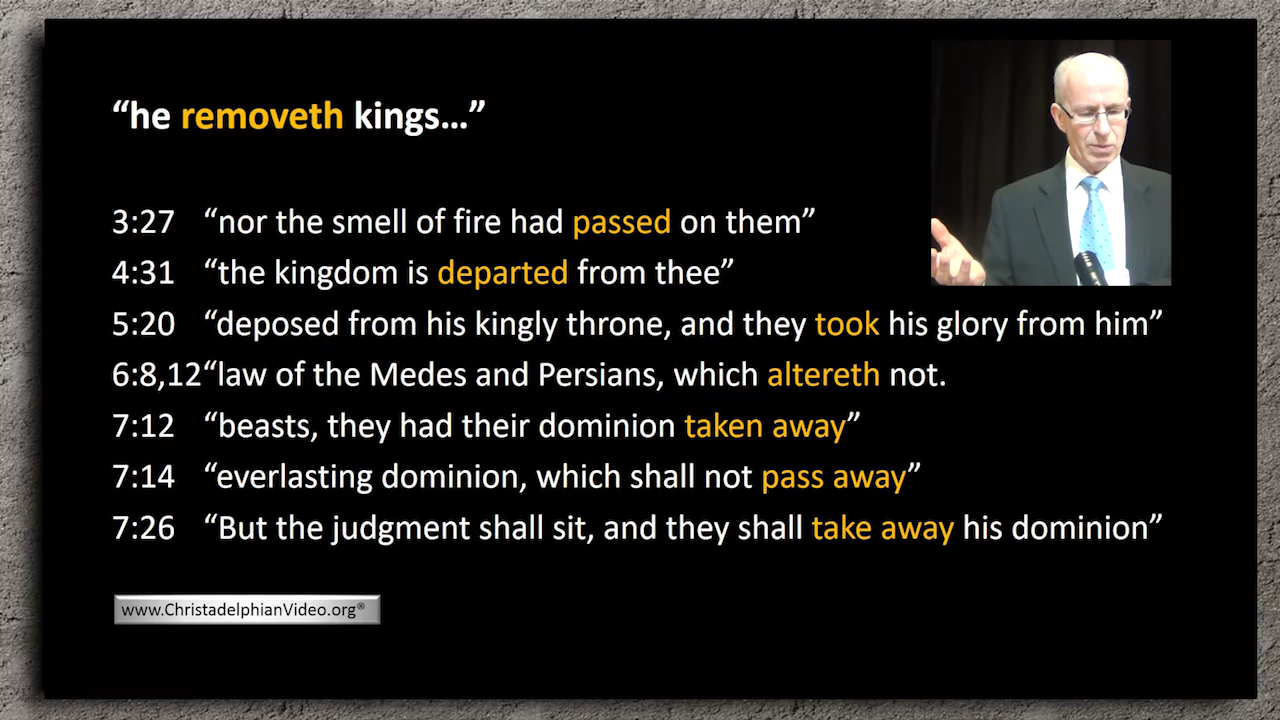 “he removeth kings...”
3:27 “nor the smell of fire had passed on them”
4:31 “the kingdom is departed from thee”
5:20 “deposed from his kingly throne, and they took his glory from him”
6:8,12“law of the Medes and Persians, which altereth not.
7:12 “beasts, they had their dominion taken away”
7:14 “everlasting dominion, which shall not pass away”
7:26 “But the judgment shall sit, and they shall take away his dominion”
www.ChristadelphianVideo.org®